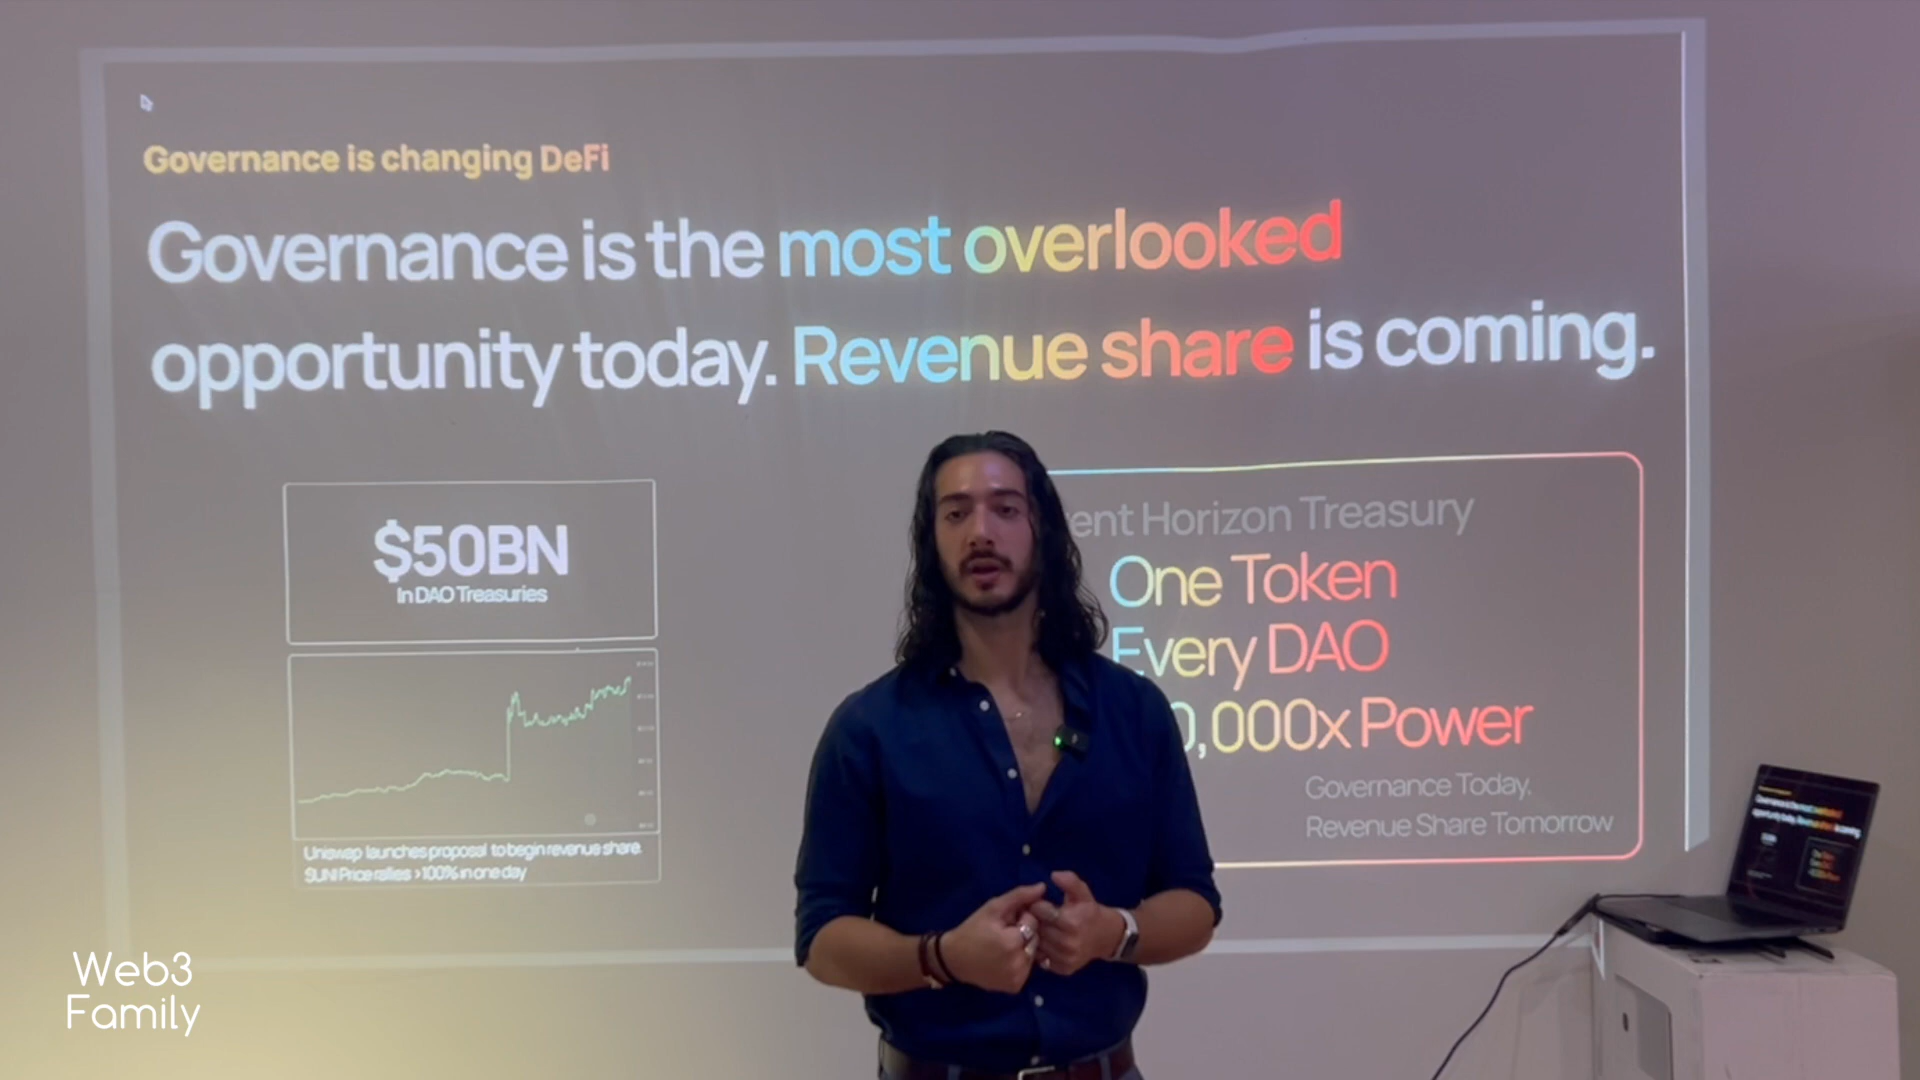 Governance is changing DeFi
Governance is the most overlooked
opportunity today. Revenue share is coming.
$50BN
In DAO Treasuries
Uniswap launches proposal to begin revenue share.
$UNI Price rallies >100% in one day
Horizon Treasury
One Token
Every DAO
Power
Governance Today.
Revenue Share Tomorrow
Web3
Family